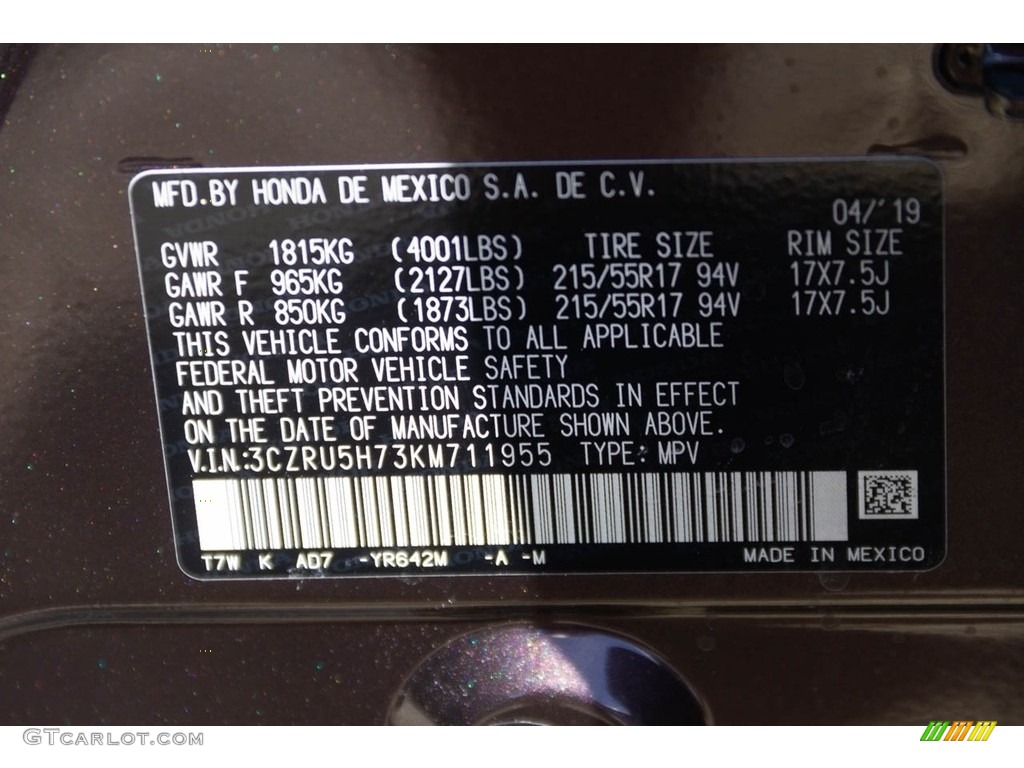 MFD.BY HONDA DE MEXICO S.A. DE C.V.
04/'19
GVWR 1815KG (4001LBS) TIRE SIZE RIM SIZE
GAWR F 965KG (2127LBS) 215/55R17 94V 17X7.5J
GAWR R 850KG (1873LBS) 215/55R17 94V 17X7.5J
THIS VEHICLE CONFORMS TO ALL APPLICABLE
FEDERAL MOTOR VEHICLE SAFETY
AND THEFT PREVENTION STANDARDS IN EFFECT
ON THE DATE OF MANUFACTURE SHOWN ABOVE.
V.I.N.:3CZRU5H73KM711955 TYPE: MPV
T7W K AD7 -YR642M -A -M MADE IN MEXICO
GTCARLOT.COM